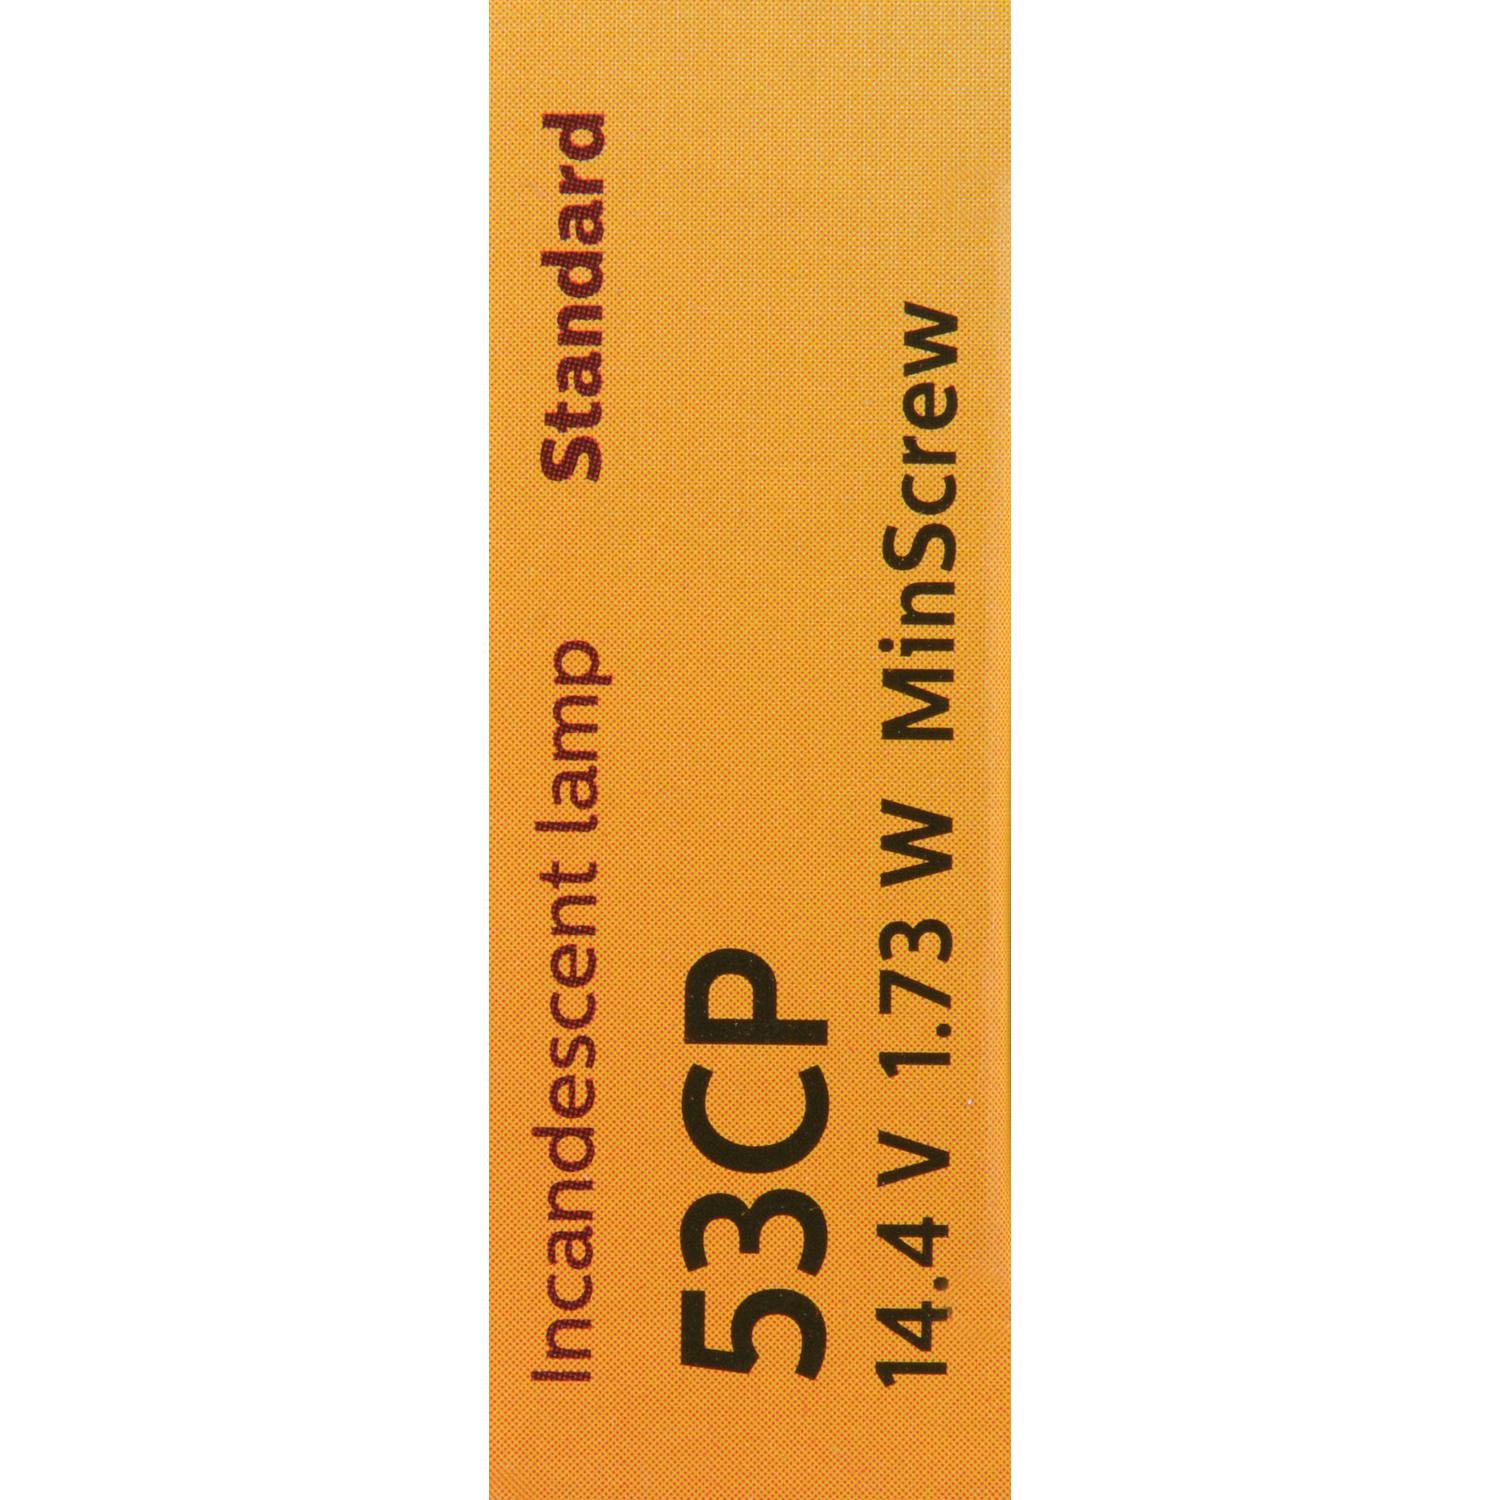 Incandescent lamp Standard
53CP
14.4 V 1.73 W MinScrew